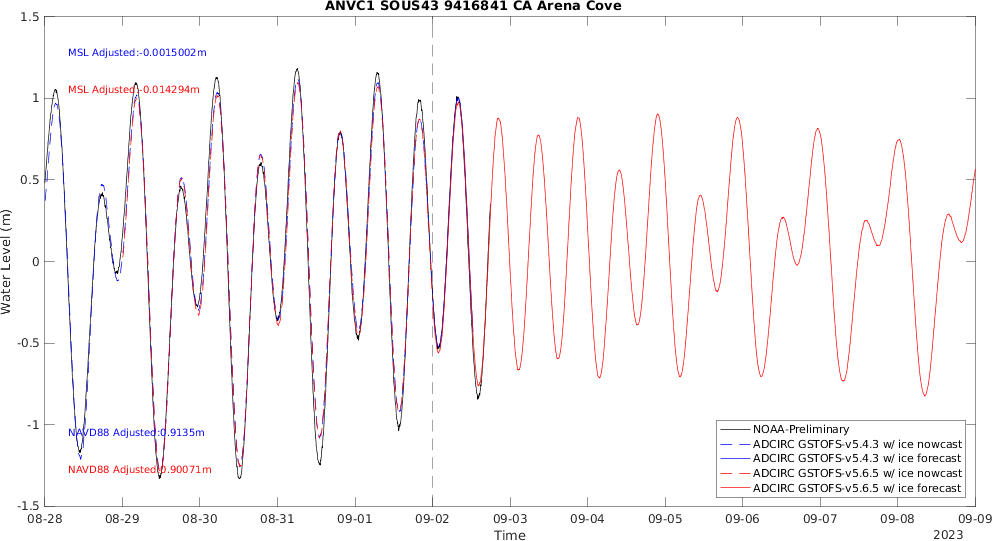 ANVC1 SOUS43 9416841 CA Arena Cove
1.5
1
0.5
0
-0.5
-1
-1.5
Water Level (m)
MSL Adjusted:-0.0015002m
MSL Adjusted:-0.014294m
NAVD88 Adjusted:0.9135m
NAVD88 Adjusted:0.90071m
NOAA-Preliminary
ADCIRC GSTOFS-v5.4.3 w/ ice nowcast
ADCIRC GSTOFS-v5.4.3 w/ ice forecast
ADCIRC GSTOFS-v5.6.5 w/ ice nowcast
ADCIRC GSTOFS-v5.6.5 w/ ice forecast
08-28 08-29 08-30 08-31 09-01 09-02 09-03 09-04 09-05 09-06 09-07 09-08 09-09
Time
2023